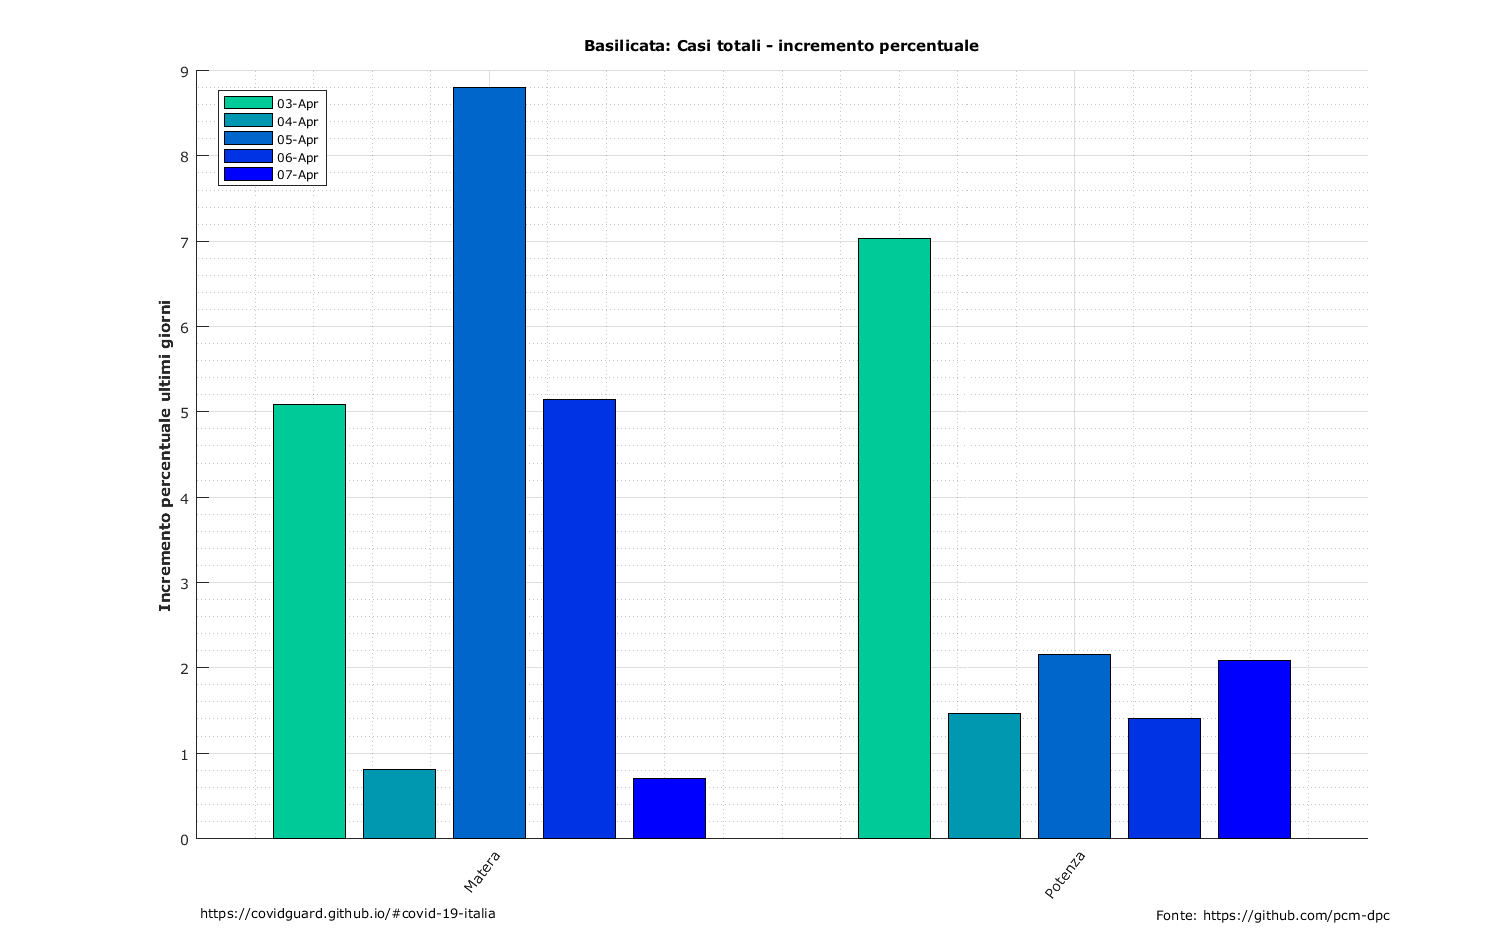 Basilicata: Casi totali - incremento percentuale
9
8
7
6
5
4
3
2
1
0
Incremento percentuale ultimi giorni
03-Apr
04-Apr
05-Apr
06-Apr
07-Apr
Matera
Potenza
https://covidguard.github.io/#covid-19-italia
Fonte: https://github.com/pcm-dpc